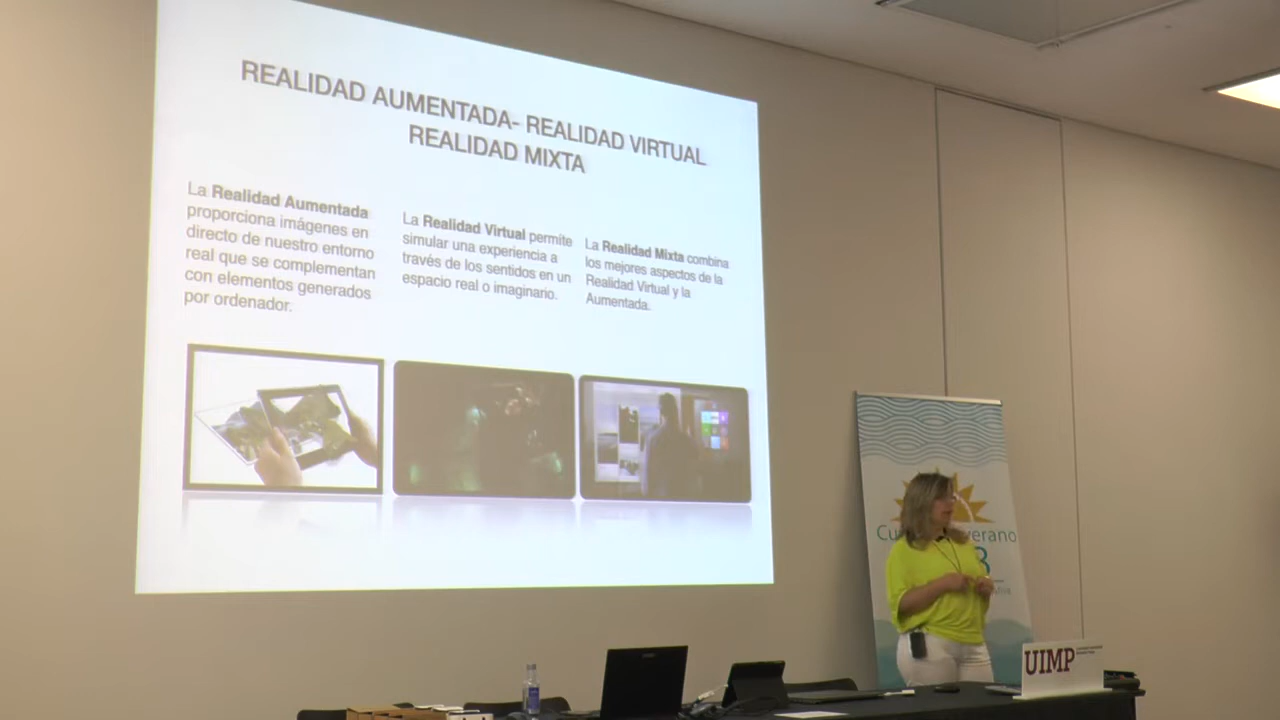 REALIDAD AUMENTADA- REALIDAD VIRTUAL
REALIDAD MIXTA
La Realidad Aumentada
proporciona imágenes en
directo de nuestro entorno
real que se complementan
con elementos generados
por ordenador.
La Realidad Virtual permite
simular una experiencia a
través de los sentidos en un
espacio real o imaginario.
La Realidad Mixta combina
los mejores aspectos de la
Realidad Virtual y la
Aumentada.
verano
UIMP